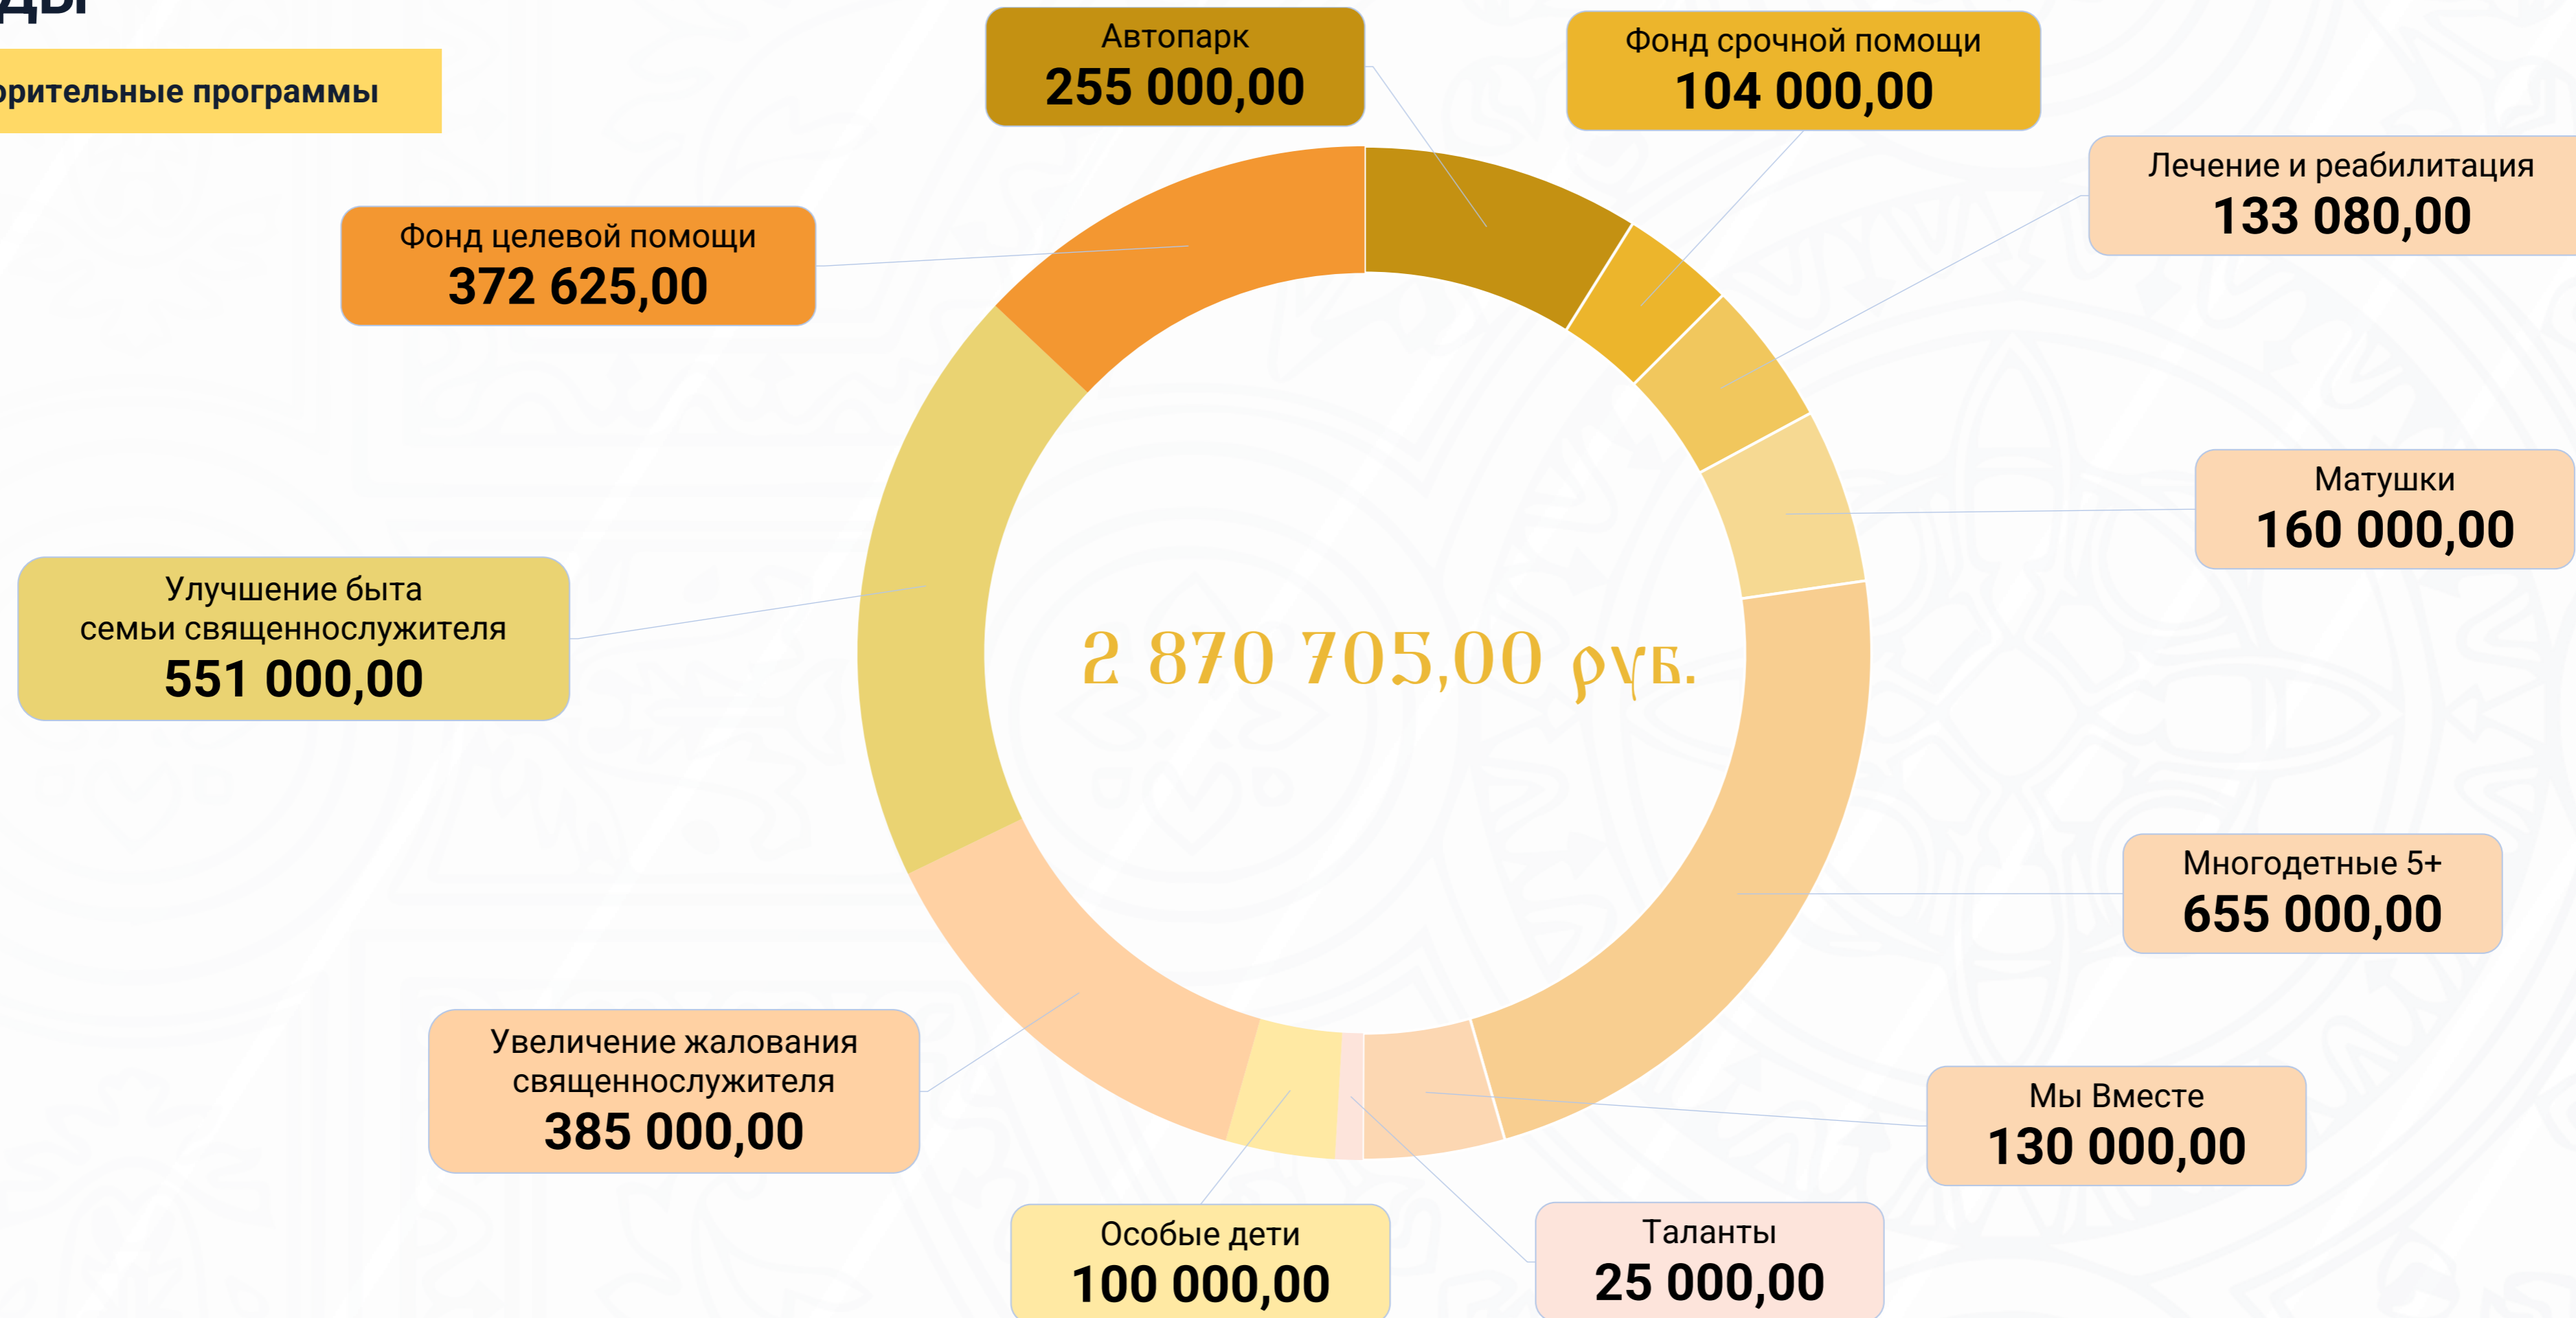 ды
орительные программы
Автопарк
255 000,00
Фонд срочной помощи
104 000,00
Лечение и реабилитация
133 080,00
Фонд целевой помощи
372 625,00
Матушки
160 000,00
Улучшение быта
семьи священнослужителя
551 000,00
2 870 705,00 руб.
Многодетные 5+
655 000,00
Увеличение жалования
священнослужителя
385 000,00
Мы Вместе
130 000,00
Особые дети
100 000,00
Таланты
25 000,00